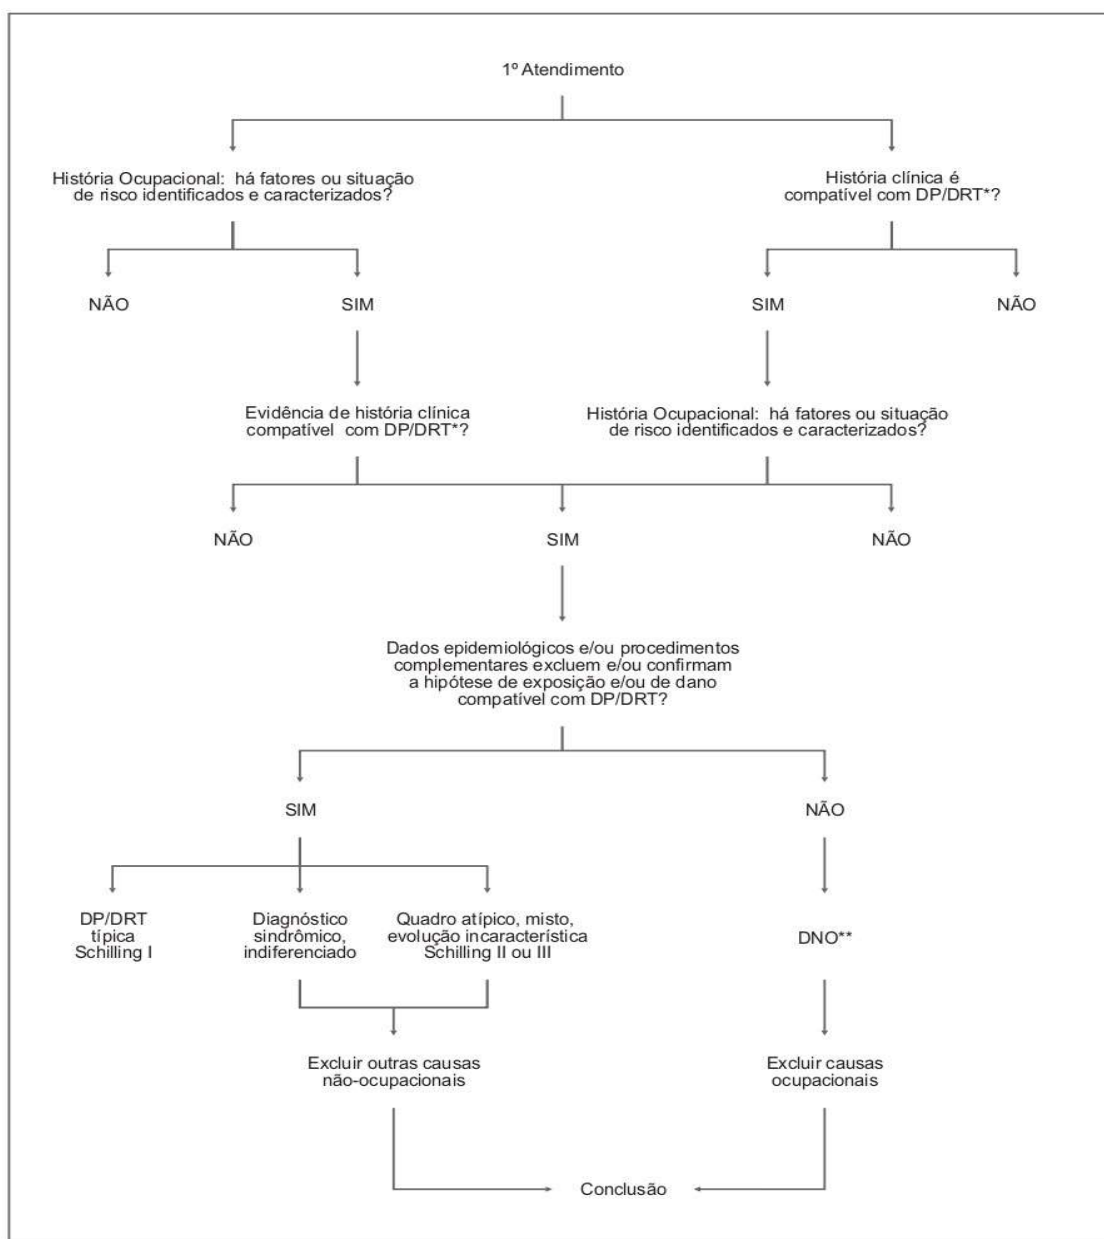 1º Atendimento
História Ocupacional: há fatores ou situação
de risco identificados e caracterizados?
História clínica é
compatível com DP/DRT*?
NÃO
SIM
SIM
NÃO
Evidência de história clínica
compatível com DP/DRT*?
História Ocupacional: há fatores ou situação
de risco identificados e caracterizados?
NÃO
SIM
NÃO
Dados epidemiológicos e/ou procedimentos
complementares excluem e/ou confirmam
a hipótese de exposição e/ou de dano
compatível com DP/DRT?
SIM
NÃO
DP/DRT
típica
Schilling I
Diagnóstico
sindrômico,
indiferenciado
Quadro atípico, misto,
evolução incaracterística
Schilling II ou III
DNO**
Excluir outras causas
não-ocupacionais
Excluir causas
ocupacionais
Conclusão